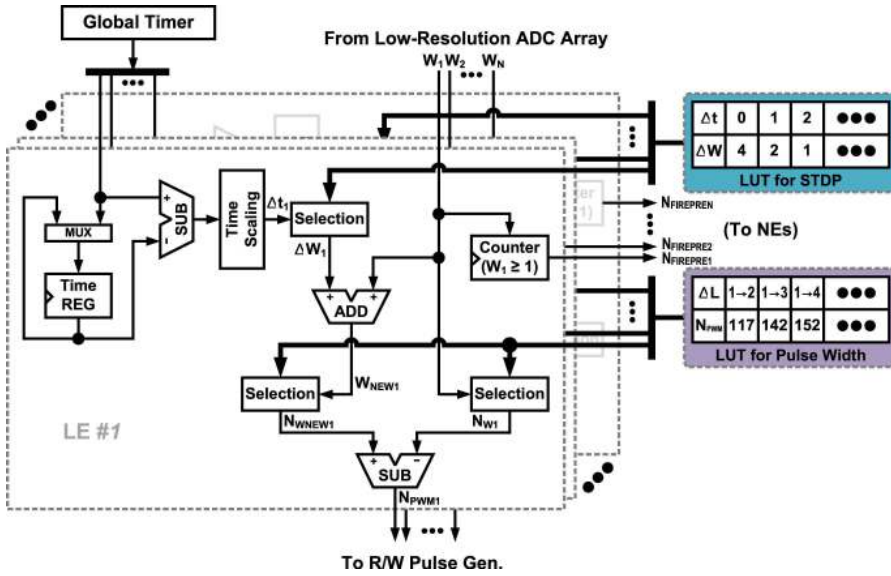 Global Timer
From Low-Resolution ADC Array
W1 W2 ••• WN
Δt 0 1 2 •••
ΔW 4 2 1 •••
LUT for STDP
MUX
Time REG
+
−
SUB
Time Scaling
Δt1
Selection
ΔW1
Counter (W1 ≥ 1)
NFIREPREN
(To NEs)
NFIREPRE2
NFIREPRE1
+ +
ADD
ΔL 1→2 1→3 1→4 •••
NPWM 117 142 152 •••
LUT for Pulse Width
WNEW1
Selection
Selection
NWNEW1
NW1
LE #1
+ −
SUB
NPWM1
To R/W Pulse Gen.